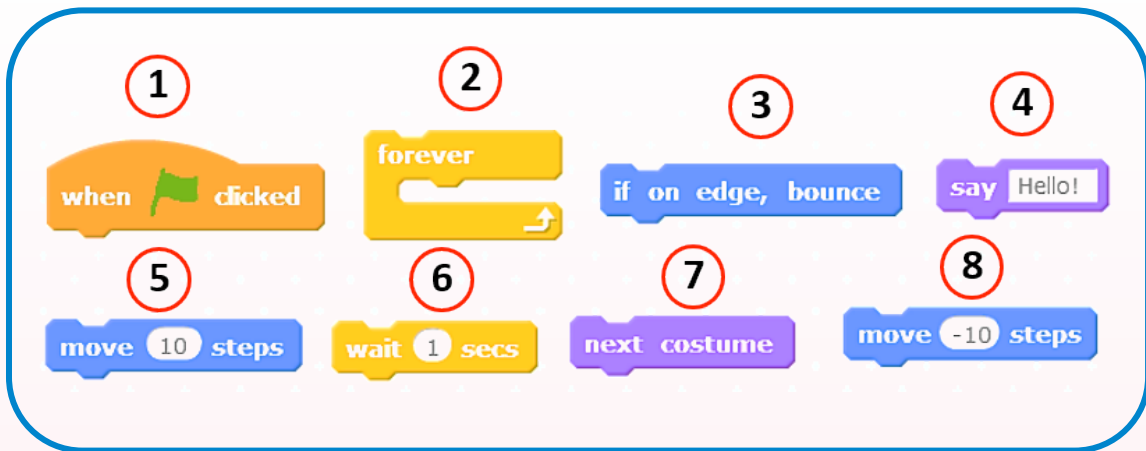 1
2
3
4
when clicked
forever
if on edge, bounce
say Hello!
5
6
7
8
move 10 steps
wait 1 secs
next costume
move -10 steps